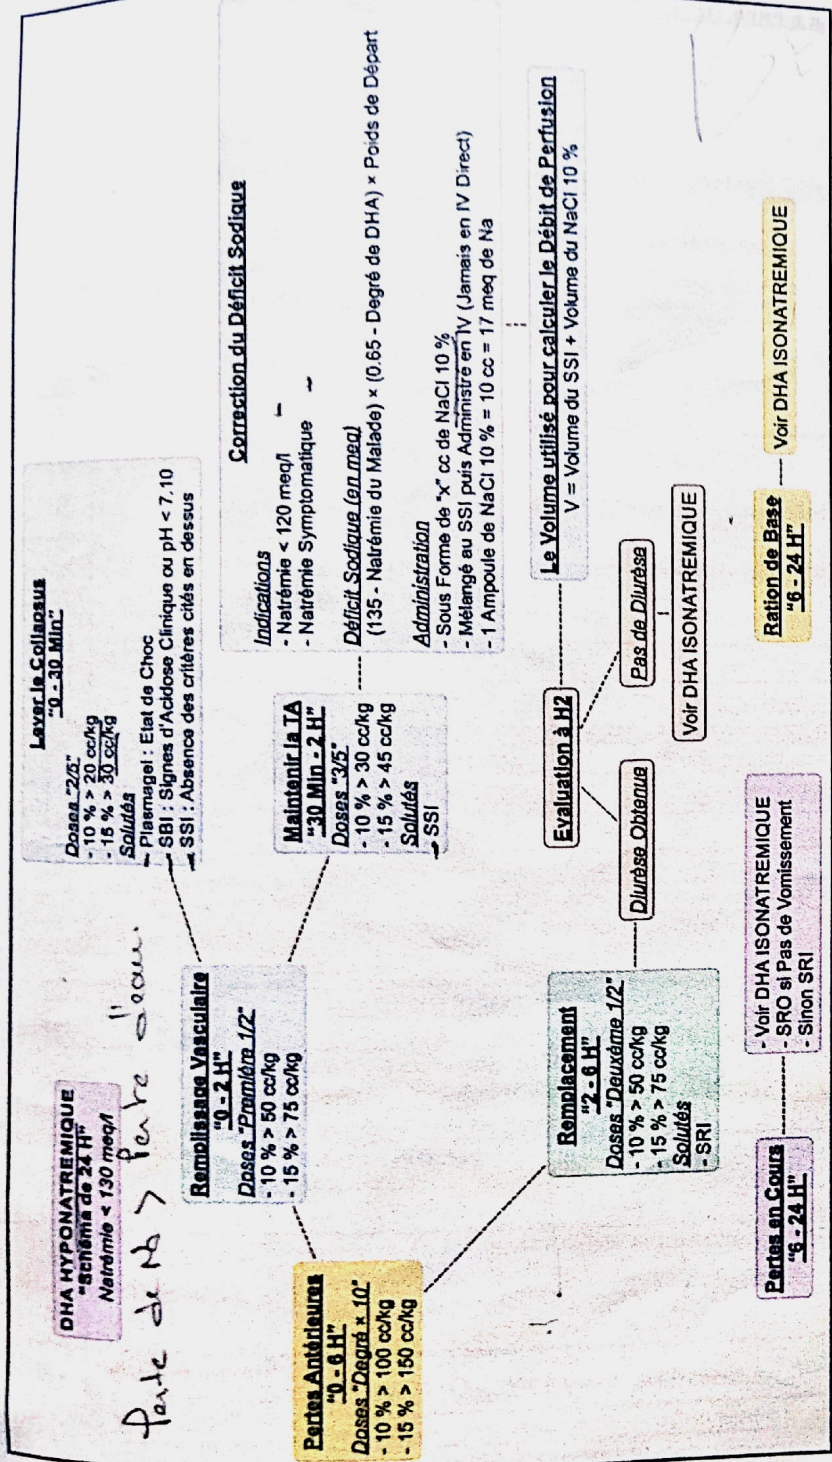 DHA HYPONATREMIQUE
"Schéma de 24 H"
Natrémie < 130 meq/l
Perte de Na > Perte d'eau.
Pertes Antérieures
"0 - 6 H"
Doses "Degré × 10"
- 10 % > 100 cc/kg
- 15 % > 150 cc/kg
Remplissage Vasculaire
"0 - 2 H"
Doses "Première 1/2"
- 10 % > 50 cc/kg
- 15 % > 75 cc/kg
Lever le Collapsus
"0 - 30 Min"
Doses "2/5"
- 10 % > 20 cc/kg
- 15 % > 30 cc/kg
Solutés
- Plasmagel : Etat de Choc
- SBI : Signes d'Acidose Clinique ou pH < 7.10
- SSI : Absence des critères cités en dessus
Maintenir la TA
"30 Min - 2 H"
Doses "3/5"
- 10 % > 30 cc/kg
- 15 % > 45 cc/kg
Solutés
- SSI
Correction du Déficit Sodique
Indications
- Natrémie < 120 meq/l
- Natrémie Symptomatique
Déficit Sodique (en meq)
(135 - Natrémie du Malade) × (0.65 - Degré de DHA) × Poids de Départ
Administration
- Sous Forme de "x" cc de NaCl 10 %
- Mélangé au SSI puis Administré en IV (Jamais en IV Direct)
- 1 Ampoule de NaCl 10 % = 10 cc = 17 meq de Na
Le Volume utilisé pour calculer le Débit de Perfusion
V = Volume du SSI + Volume du NaCl 10 %
Remplacement
"2 - 6 H"
Doses "Deuxème 1/2"
- 10 % > 50 cc/kg
- 15 % > 75 cc/kg
Solutés
- SRI
Evaluation à H2
Diurèse Obtenue
Pas de Diurèse
Voir DHA ISONATREMIQUE
Pertes en Cours
"6 - 24 H"
- Voir DHA ISONATREMIQUE
- SRO si Pas de Vomissement
- Sinon SRI
Ration de Base
"6 - 24 H"
Voir DHA ISONATREMIQUE